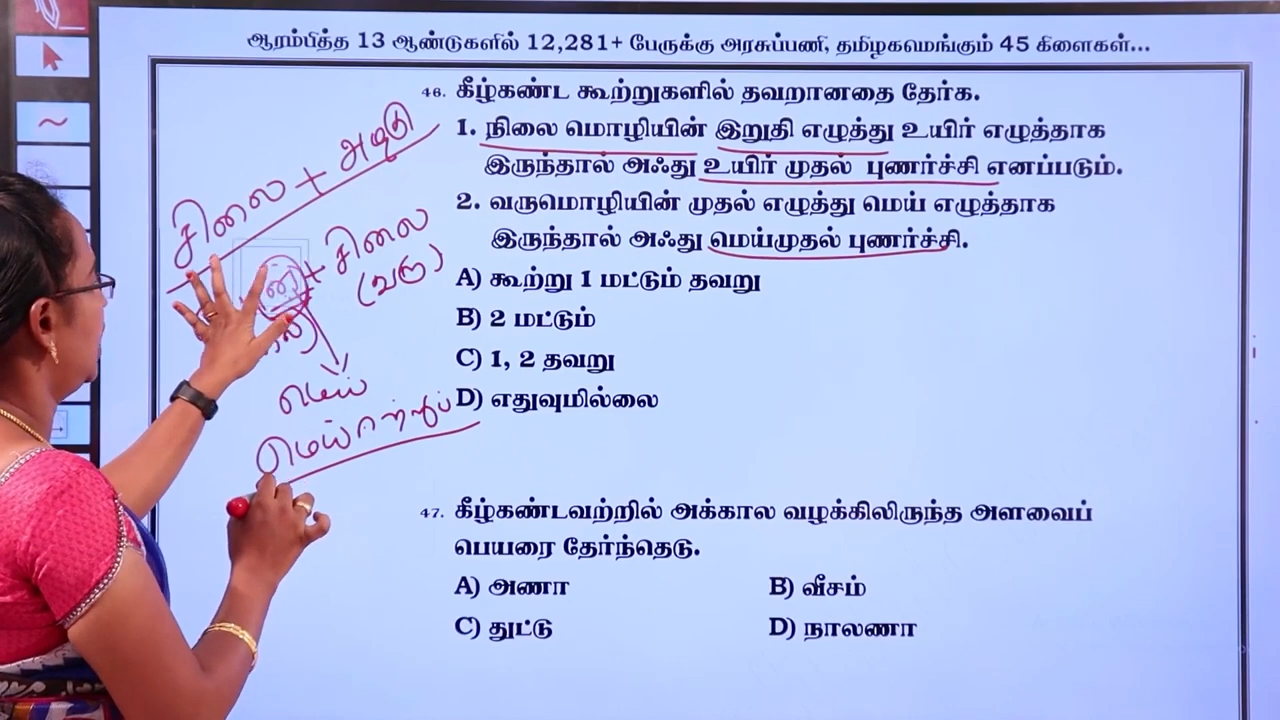 ஆரம்பித்த 13 ஆண்டுகளில் 12,281+ பேருக்கு அரசுப்பணி, தமிழகமெங்கும் 45 கிளைகள்...
46. கீழ்கண்ட கூற்றுகளில் தவறானதை தேர்க.
1. நிலை மொழியின் இறுதி எழுத்து உயிர் எழுத்தாக
இருந்தால் அஃது உயிர் முதல் புணர்ச்சி எனப்படும்.
2. வருமொழியின் முதல் எழுத்து மெய் எழுத்தாக
இருந்தால் அஃது மெய்முதல் புணர்ச்சி.
A) கூற்று 1 மட்டும் தவறு
B) 2 மட்டும்
C) 1, 2 தவறு
D) எதுவுமில்லை
சிலை +
+ சிலை
(வரு)
மெய்
47. கீழ்கண்டவற்றில் அக்கால வழக்கிலிருந்த அளவைப்
பெயரை தேர்ந்தெடு.
A) அணா B) வீசம்
C) துட்டு D) நாலணா